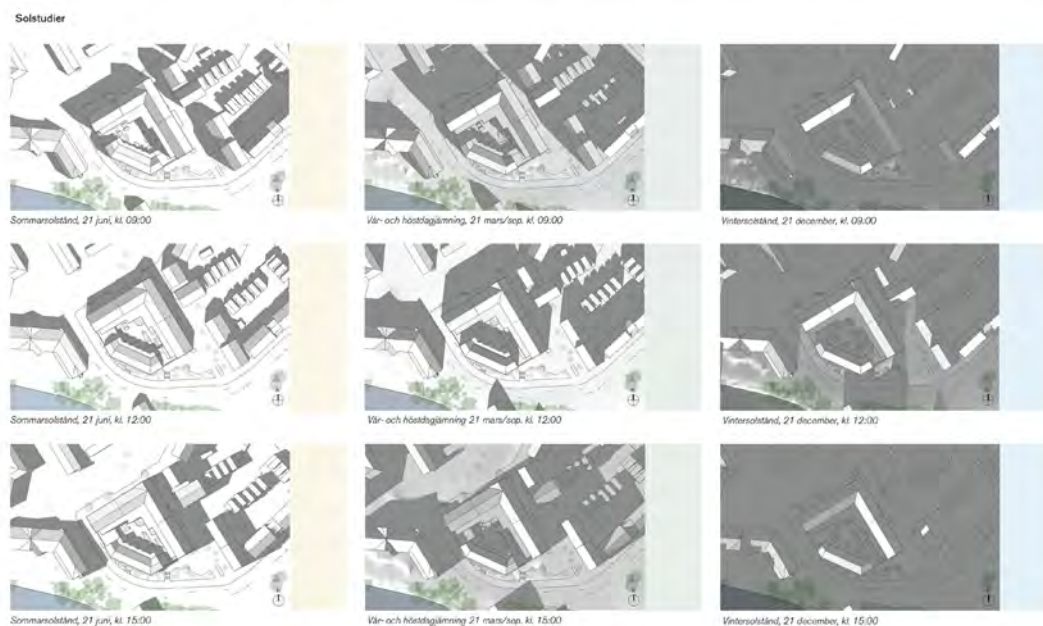 Solstudier
Sommarsolstånd, 21 juni, kl. 09:00
Vår- och höstdagjämning, 21 mars/sep. kl. 09:00
Vintersolstånd, 21 december, kl. 09:00
Sommarsolstånd, 21 juni, kl. 12:00
Vår- och höstdagjämning 21 mars/sep. kl. 12:00
Vintersolstånd, 21 december, kl. 12:00
Sommarsolstånd, 21 juni, kl. 15:00
Vår- och höstdagjämning 21 mars/sep. kl. 15:00
Vintersolstånd, 21 december, kl. 15:00